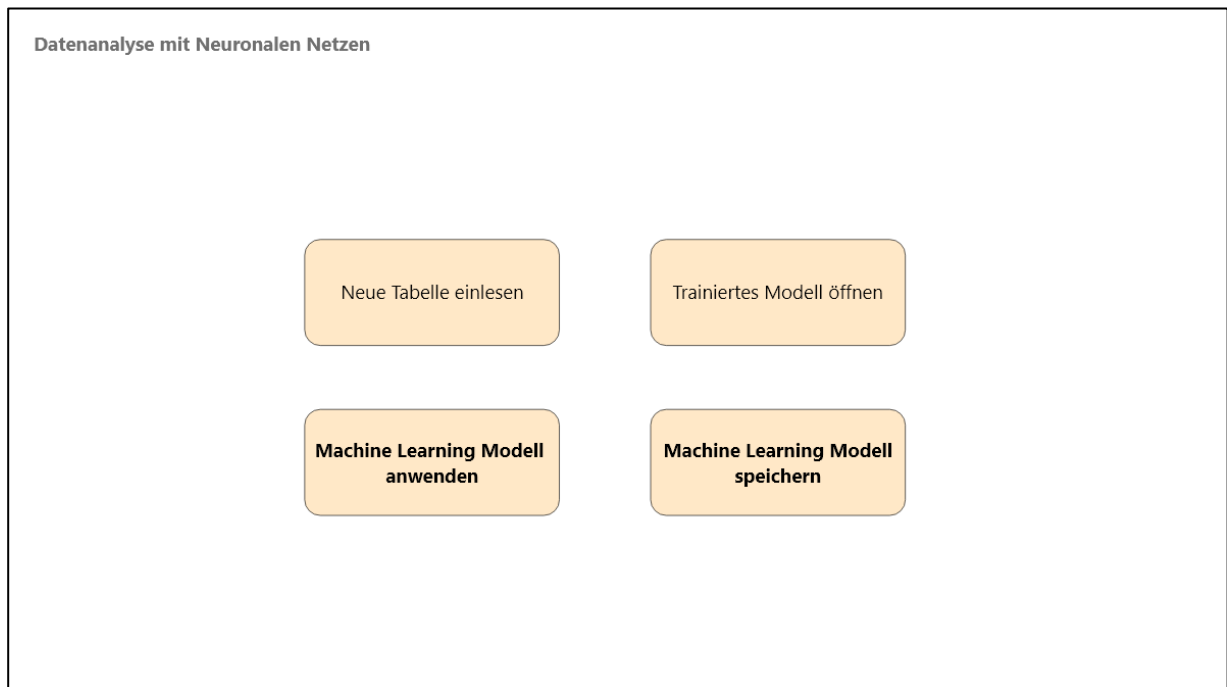 Datenanalyse mit Neuronalen Netzen
Neue Tabelle einlesen
Trainiertes Modell öffnen
Machine Learning Modell
anwenden
Machine Learning Modell
speichern